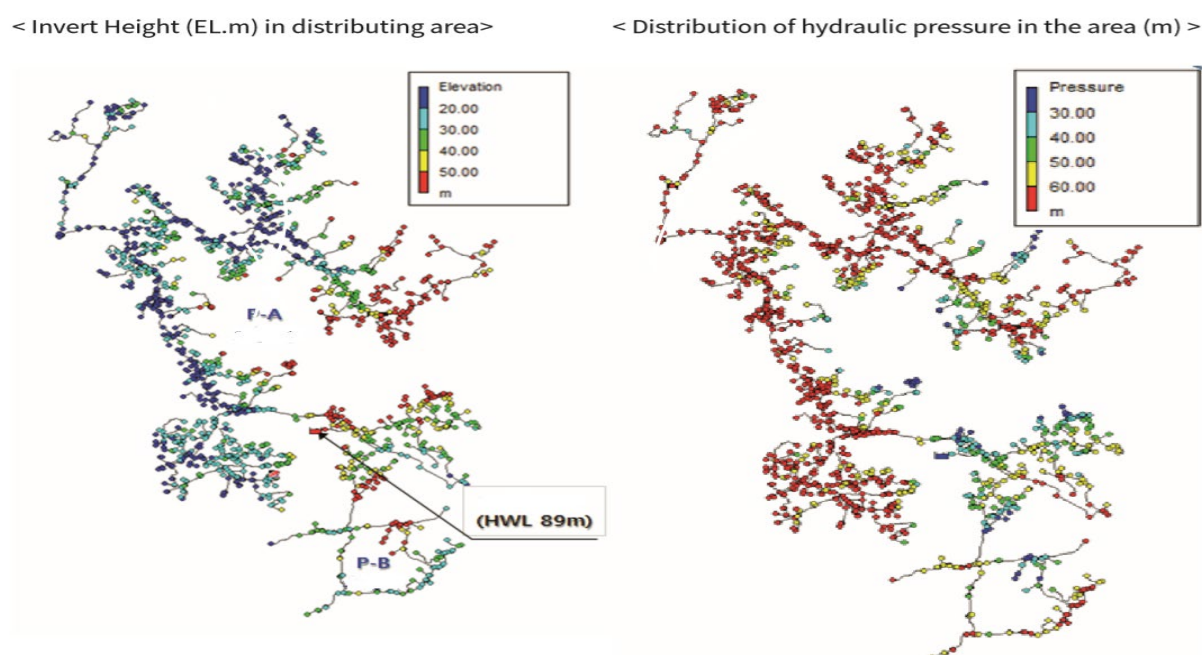 < Invert Height (EL.m) in distributing area>
< Distribution of hydraulic pressure in the area (m) >
Elevation
20.00
30.00
40.00
50.00
m
Pressure
30.00
40.00
50.00
60.00
m
(HWL 89m)
P-B